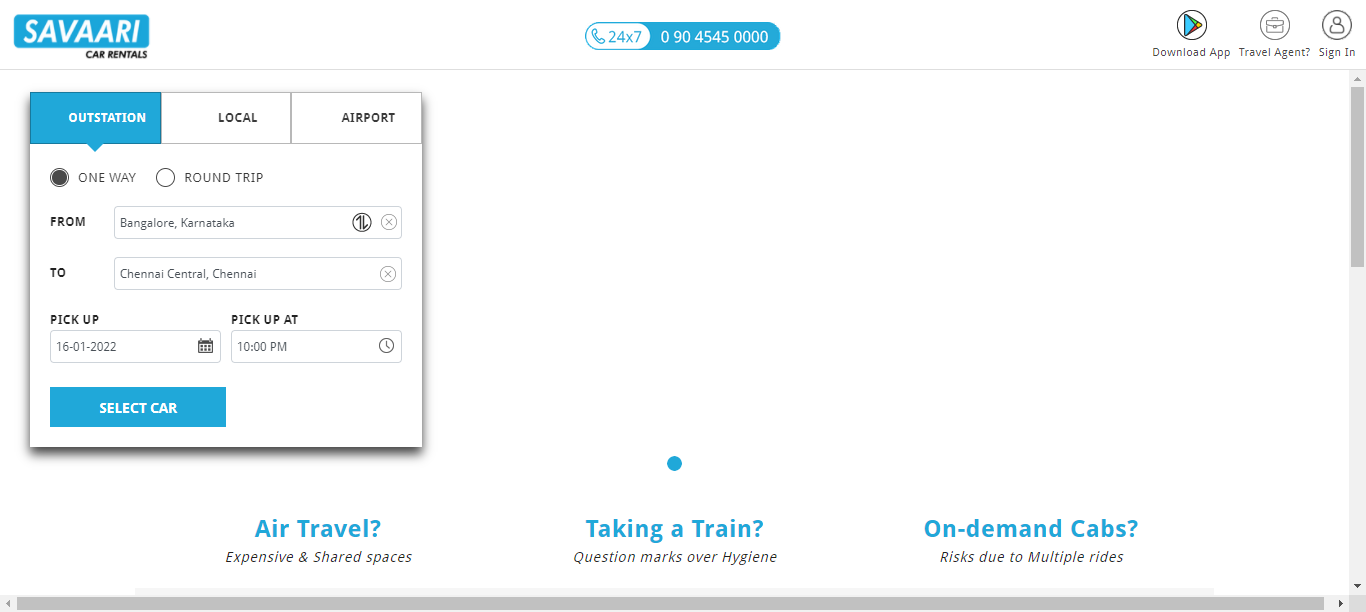 SAVAARI
CAR RENTALS
24x7 0 90 4545 0000
Download App Travel Agent? Sign In
OUTSTATION LOCAL AIRPORT
ONE WAY ROUND TRIP
FROM Bangalore, Karnataka
TO Chennai Central, Chennai
PICK UP PICK UP AT
16-01-2022 10:00 PM
SELECT CAR
Air Travel? Taking a Train? On-demand Cabs?
Expensive & Shared spaces Question marks over Hygiene Risks due to Multiple rides